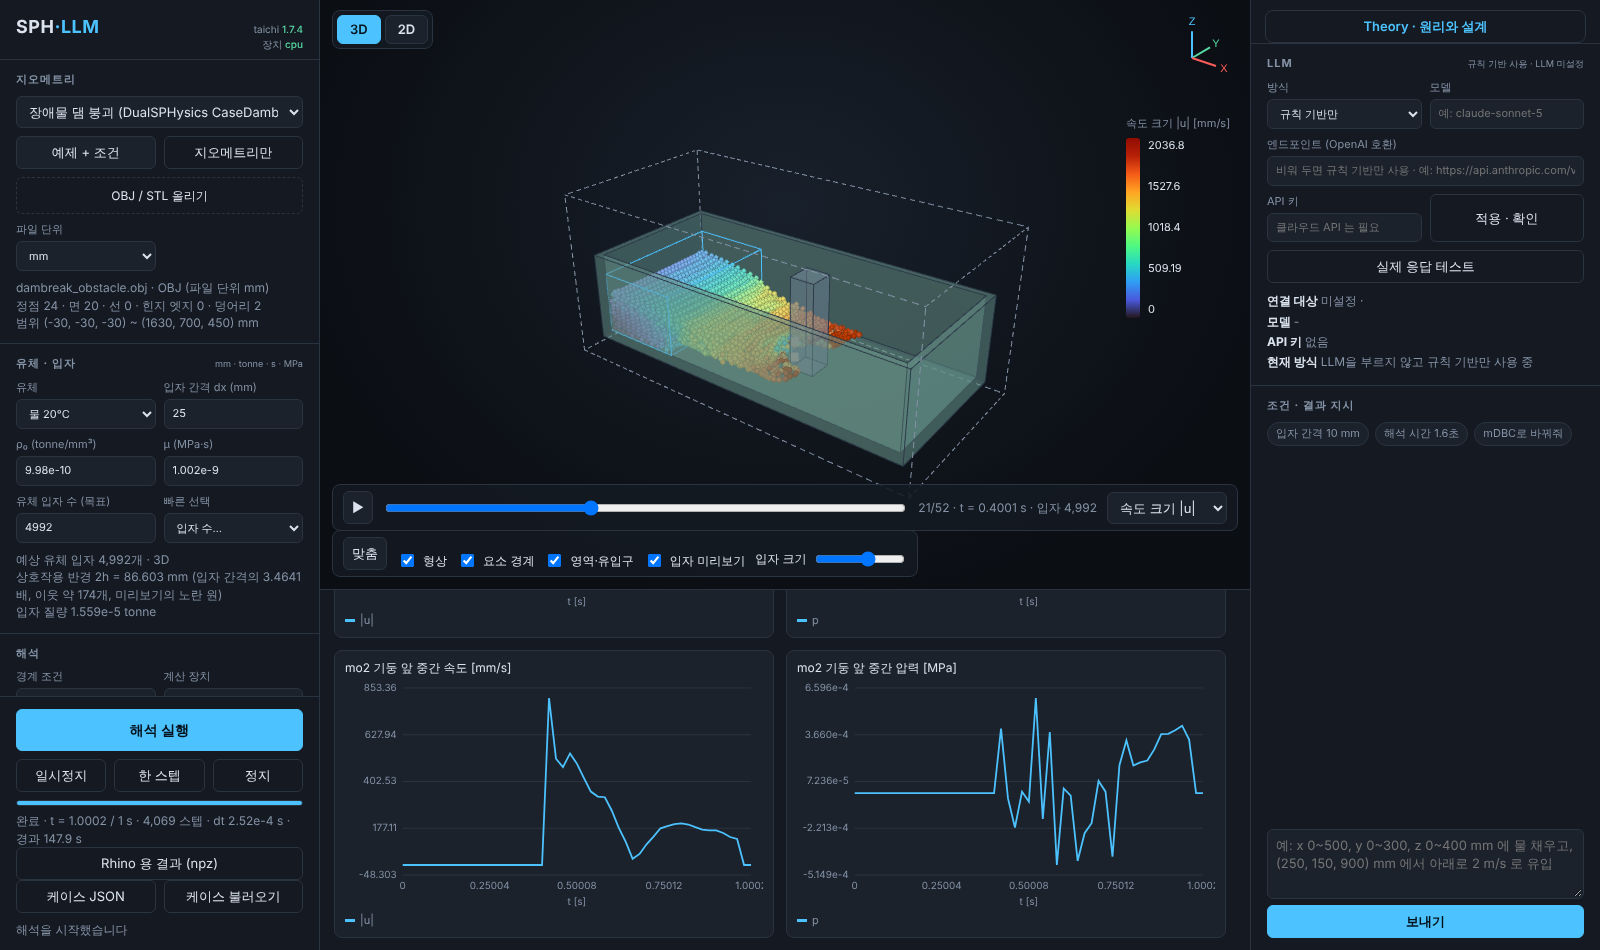 SPH·LLM
taichi 1.7.4
장치 cpu
지오메트리
장애물 댐 붕괴 (DualSPHysics CaseDamb
예제 + 조건
지오메트리만
OBJ / STL 올리기
파일 단위
mm
dambreak_obstacle.obj · OBJ (파일 단위 mm)
정점 24 · 면 20 · 선 0 · 힌지 엣지 0 · 덩어리 2
범위 (-30, -30, -30) ~ (1630, 700, 450) mm
유체 · 입자
mm · tonne · s · MPa
유체
입자 간격 dx (mm)
물 20°C
25
ρ₀ (tonne/mm³)
μ (MPa·s)
9.98e-10
1.002e-9
유체 입자 수 (목표)
빠른 선택
4992
입자 수...
예상 유체 입자 4,992개 · 3D
상호작용 반경 2h = 86.603 mm (입자 간격의 3.4641
배, 이웃 약 174개, 미리보기의 노란 원)
입자 질량 1.559e-5 tonne
해석
경계 조건
계산 장치
해석 실행
일시정지
한 스텝
정지
완료 · t = 1.0002 / 1 s · 4,069 스텝 · dt 2.52e-4 s ·
경과 147.9 s
Rhino 용 결과 (npz)
케이스 JSON
케이스 불러오기
해석을 시작했습니다
3D
2D
Z
Y
X
속도 크기 |u| [mm/s]
2036.8
1527.6
1018.4
509.19
0
21/52 · t = 0.4001 s · 입자 4,992
속도 크기 |u|
맞춤
형상
요소 경계
영역·유입구
입자 미리보기
입자 크기
t [s]
|u|
t [s]
p
mo2 기둥 앞 중간 속도 [mm/s]
853.36
627.94
402.53
177.11
-48.303
0
0.25004
0.50008
0.75012
1.0002
t [s]
|u|
mo2 기둥 앞 중간 압력 [MPa]
6.596e-4
3.660e-4
7.236e-5
-2.213e-4
-5.149e-4
0
0.25004
0.50008
0.75012
1.0002
t [s]
p
Theory · 원리와 설계
LLM
규칙 기반 사용 · LLM 미설정
방식
모델
규칙 기반만
예: claude-sonnet-5
엔드포인트 (OpenAI 호환)
비워 두면 규칙 기반만 사용 · 예: https://api.anthropic.com/v
API 키
클라우드 API 는 필요
적용 · 확인
실제 응답 테스트
연결 대상 미설정 ·
모델 -
API 키 없음
현재 방식 LLM을 부르지 않고 규칙 기반만 사용 중
조건 · 결과 지시
입자 간격 10 mm
해석 시간 1.6초
mDBC로 바꿔줘
예: x 0~500, y 0~300, z 0~400 mm 에 물 채우고,
(250, 150, 900) mm 에서 아래로 2 m/s 로 유입
보내기